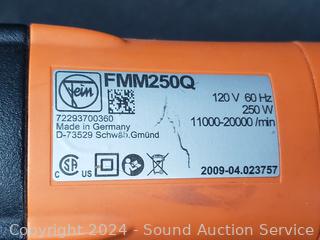 Fein
FMM250Q
72293700360
Made in Germany
D-73529 Schwäb.Gmünd
120 V 60 Hz
250 W
11000-20000 /min
C US
2009-04.023757
Copyright 2024 - Sound Auction Service